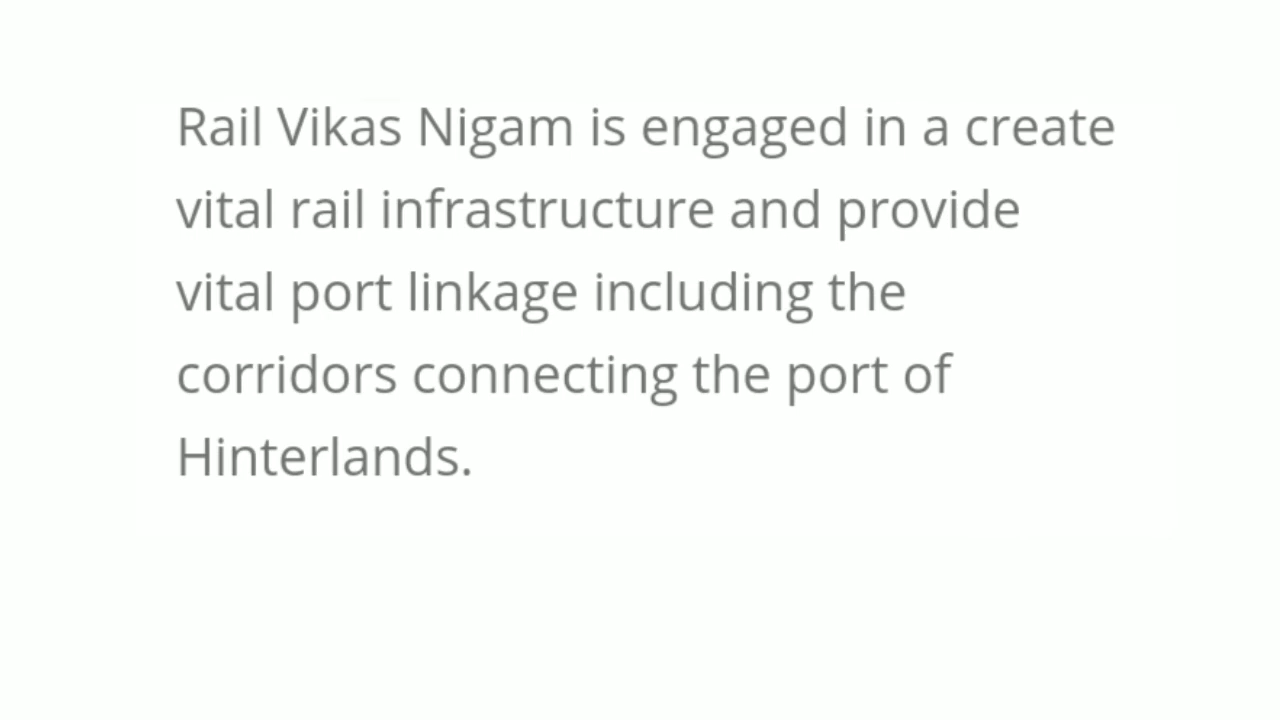 Rail Vikas Nigam is engaged in a create
vital rail infrastructure and provide
vital port linkage including the
corridors connecting the port of
Hinterlands.